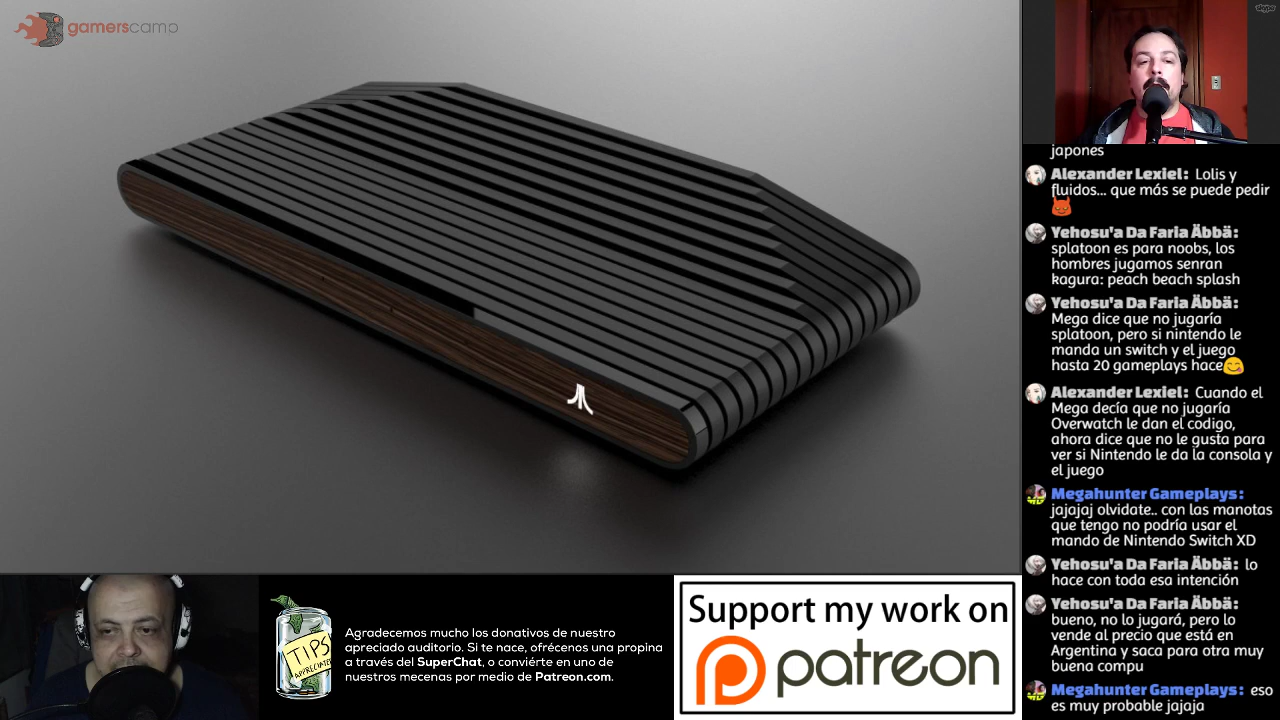 gamerscamp
skype
japones
Alexander Lexiel: Lolis y
fluidos... que más se puede pedir
Yehosu'a Da Faria Äbbä:
splatoon es para noobs, los
hombres jugamos senran
kagura: peach beach splash
Yehosu'a Da Faria Äbbä:
Mega dice que no jugaría
splatoon, pero si nintendo le
manda un switch y el juego
hasta 20 gameplays hace
Alexander Lexiel: Cuando el
Mega decía que no jugaría
Overwatch le dan el codigo,
ahora dice que no le gusta para
ver si Nintendo le da la consola y
el juego
Megahunter Gameplays:
jajajaj olvidate.. con las manotas
que tengo no podría usar el
mando de Nintendo Switch XD
Yehosu'a Da Faria Äbbä: lo
hace con toda esa intención
Yehosu'a Da Faria Äbbä:
bueno, no lo jugará, pero lo
vende al precio que está en
Argentina y saca para otra muy
buena compu
Megahunter Gameplays: eso
es muy probable jajaja
TIPS
APPRECIATED
Agradecemos mucho los donativos de nuestro
apreciado auditorio. Si te nace, ofrécenos una propina
a través del SuperChat, o conviérte en uno de
nuestros mecenas por medio de Patreon.com.
Support my work on
patreon